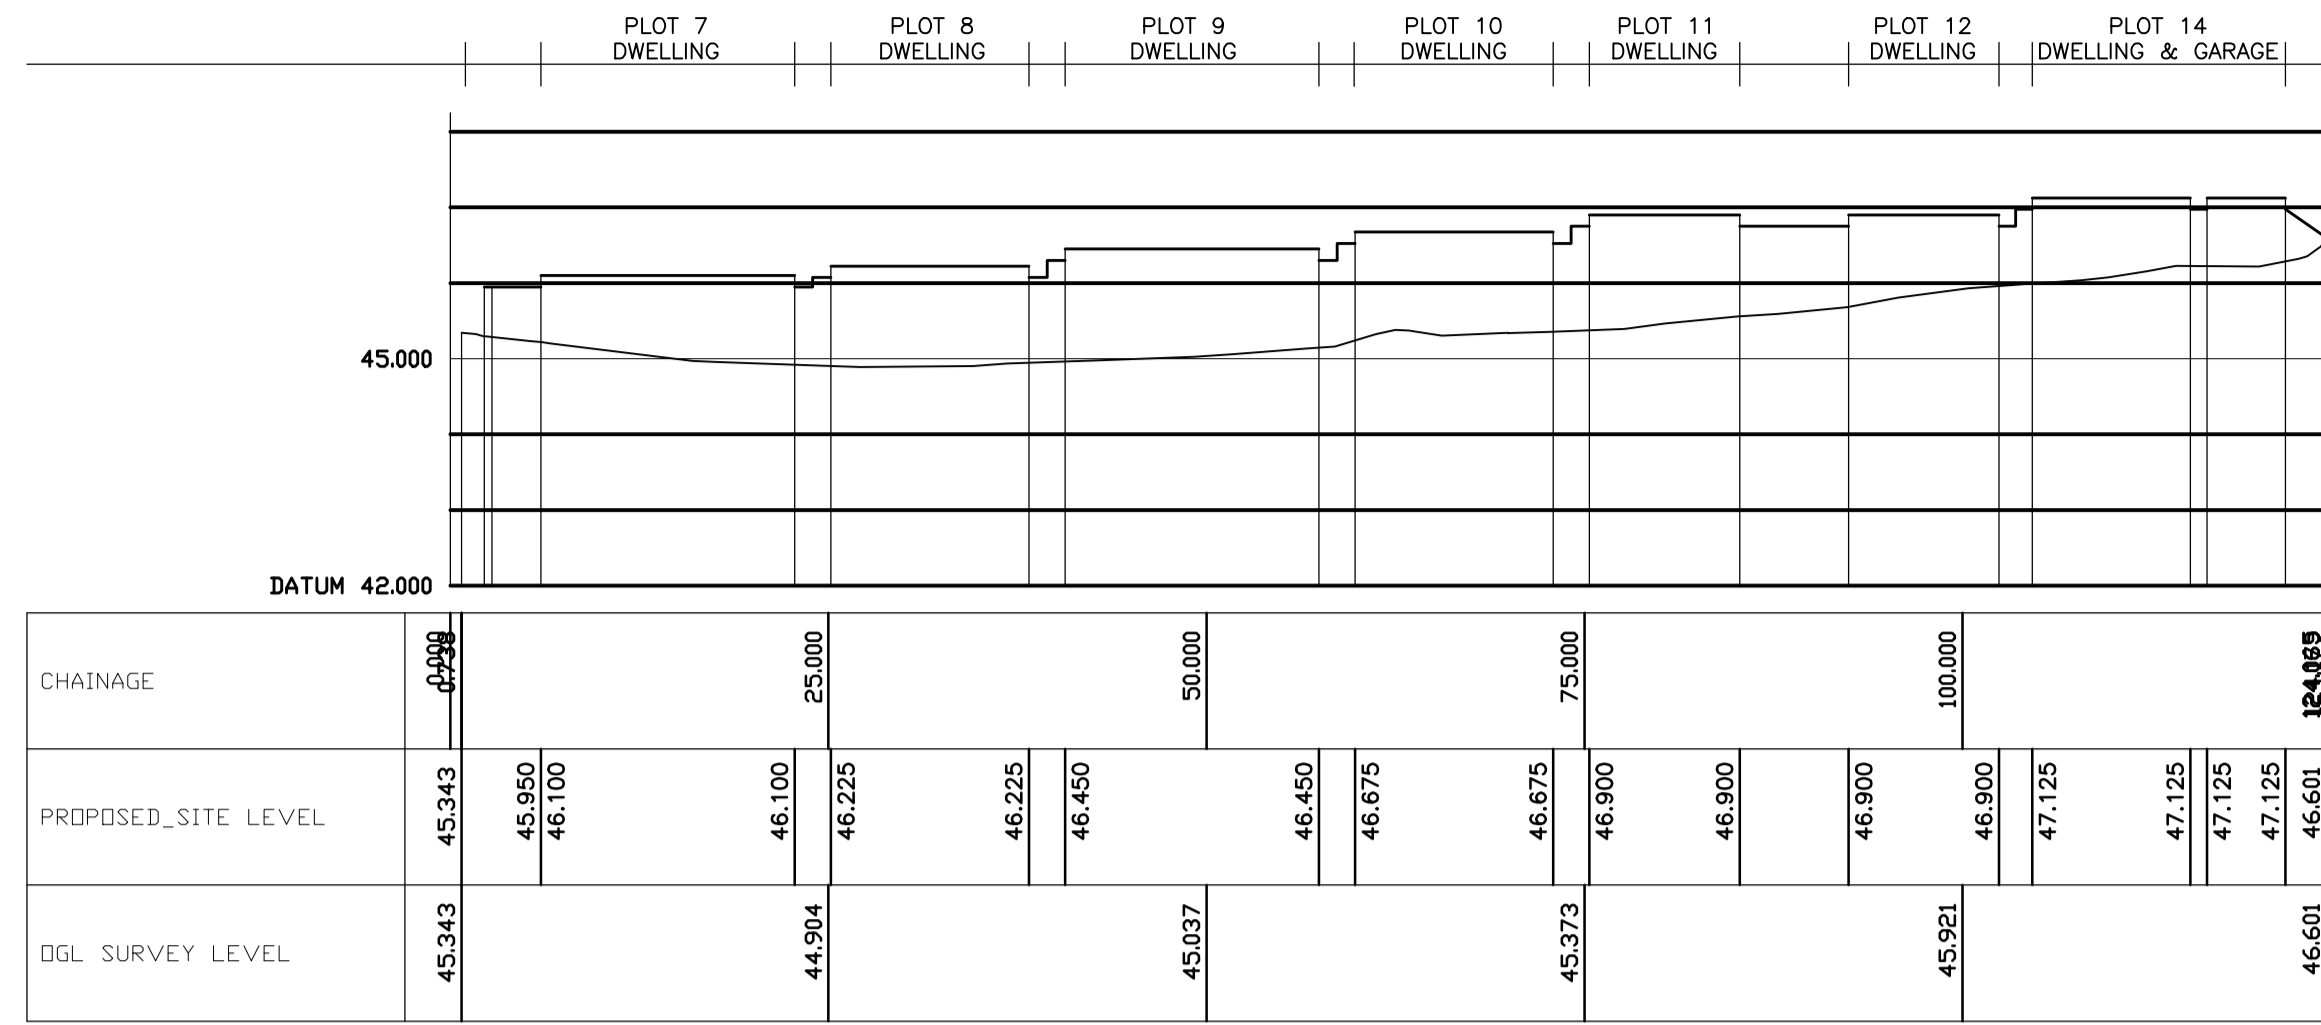 PLOT 7
DWELLING
PLOT 8
DWELLING
PLOT 9
DWELLING
PLOT 10
DWELLING
PLOT 11
DWELLING
PLOT 12
DWELLING
PLOT 14
DWELLING & GARAGE
45.000
DATUM 42.000
CHAINAGE
0.000
0.738
25.000
50.000
75.000
100.000
PROPOSED_SITE LEVEL
45.343
45.950
46.100
46.100
46.225
46.225
46.450
46.450
46.675
46.675
46.900
46.900
46.900
46.900
47.125
47.125
47.125
47.125
46.601
OGL SURVEY LEVEL
45.343
44.904
45.037
45.373
45.921
46.601